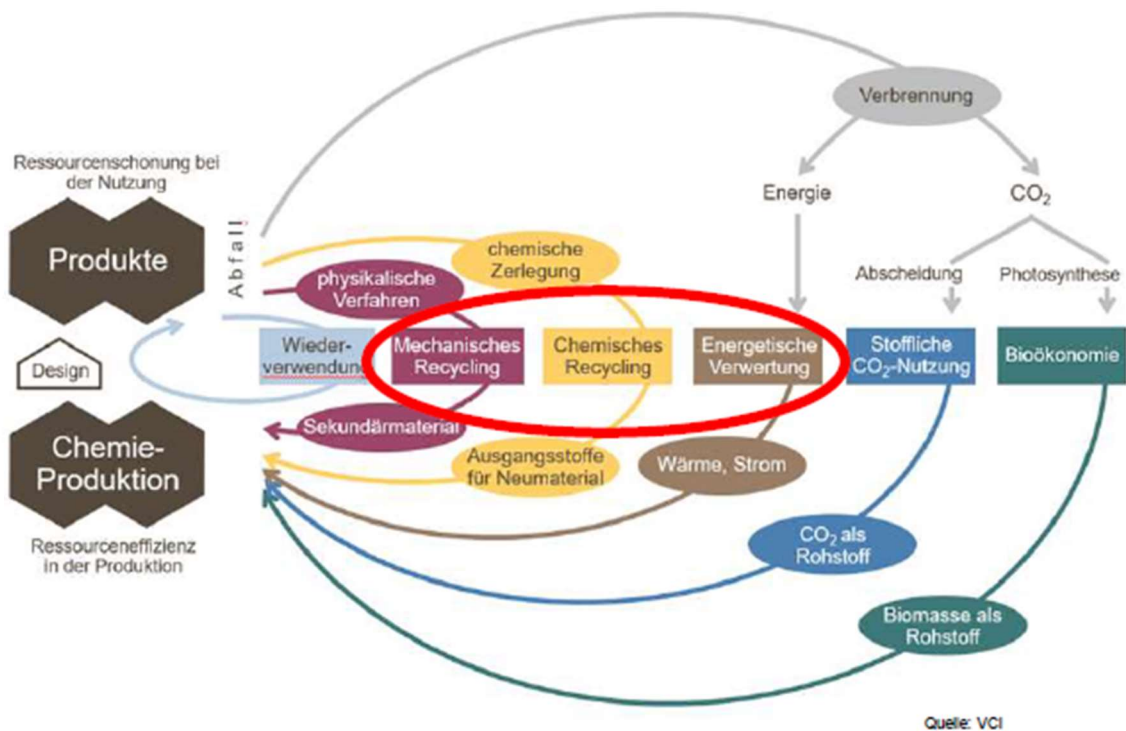 Verbrennung
Ressourcenschonung bei
der Nutzung
Energie
CO₂
Produkte
Abfall
chemische
Zerlegung
physikalische
Verfahren
Abscheidung
Photosynthese
Design
Wieder-
verwendung
Mechanisches
Recycling
Chemisches
Recycling
Energetische
Verwertung
Stoffliche
CO₂-Nutzung
Bioökonomie
Chemie-
Produktion
Sekundärmaterial
Ausgangsstoffe
für Neumaterial
Wärme, Strom
Ressourceneffizienz
in der Produktion
CO₂ als
Rohstoff
Biomasse als
Rohstoff
Quelle: VCI